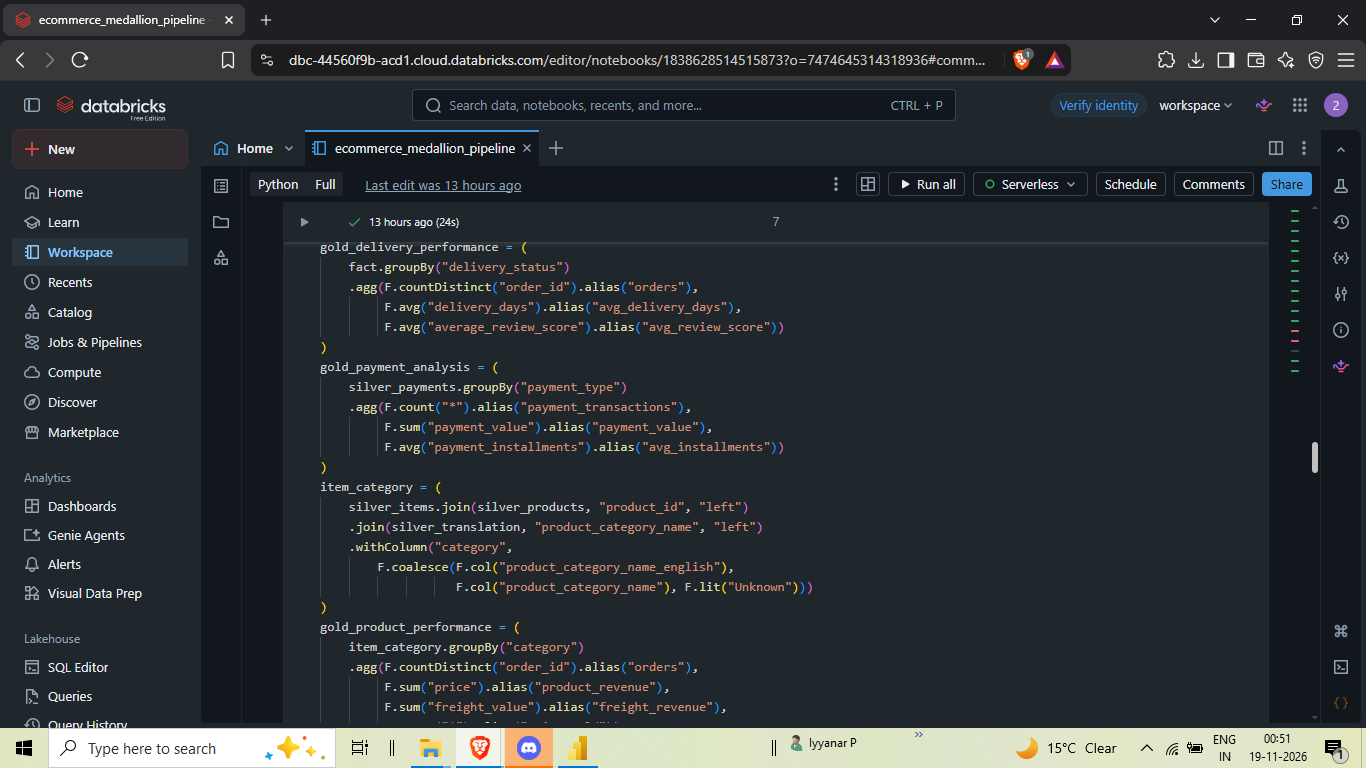 ecommerce_medallion_pipeline
dbc-44560f9b-acd1.cloud.databricks.com/editor/notebooks/1838628514515873?o=7474645314318936#comm...
1
databricks
Free Edition
Search data, notebooks, recents, and more...
CTRL + P
Verify identity
workspace
2
New
Home
Learn
Workspace
Recents
Catalog
Jobs & Pipelines
Compute
Discover
Marketplace
Analytics
Dashboards
Genie Agents
Alerts
Visual Data Prep
Lakehouse
SQL Editor
Queries
Query History
Home
ecommerce_medallion_pipeline
Python
Full
Last edit was 13 hours ago
Run all
Serverless
Schedule
Comments
Share
13 hours ago (24s)
7
gold_delivery_performance = (
fact.groupBy("delivery_status")
.agg(F.countDistinct("order_id").alias("orders"),
F.avg("delivery_days").alias("avg_delivery_days"),
F.avg("average_review_score").alias("avg_review_score"))
)
gold_payment_analysis = (
silver_payments.groupBy("payment_type")
.agg(F.count("*").alias("payment_transactions"),
F.sum("payment_value").alias("payment_value"),
F.avg("payment_installments").alias("avg_installments"))
)
item_category = (
silver_items.join(silver_products, "product_id", "left")
.join(silver_translation, "product_category_name", "left")
.withColumn("category",
F.coalesce(F.col("product_category_name_english"),
F.col("product_category_name"), F.lit("Unknown")))
)
gold_product_performance = (
item_category.groupBy("category")
.agg(F.countDistinct("order_id").alias("orders"),
F.sum("price").alias("product_revenue"),
F.sum("freight_value").alias("freight_revenue"),
Type here to search
Iyyanar P
15°C Clear
ENG
IN
00:51
19-11-2026
1